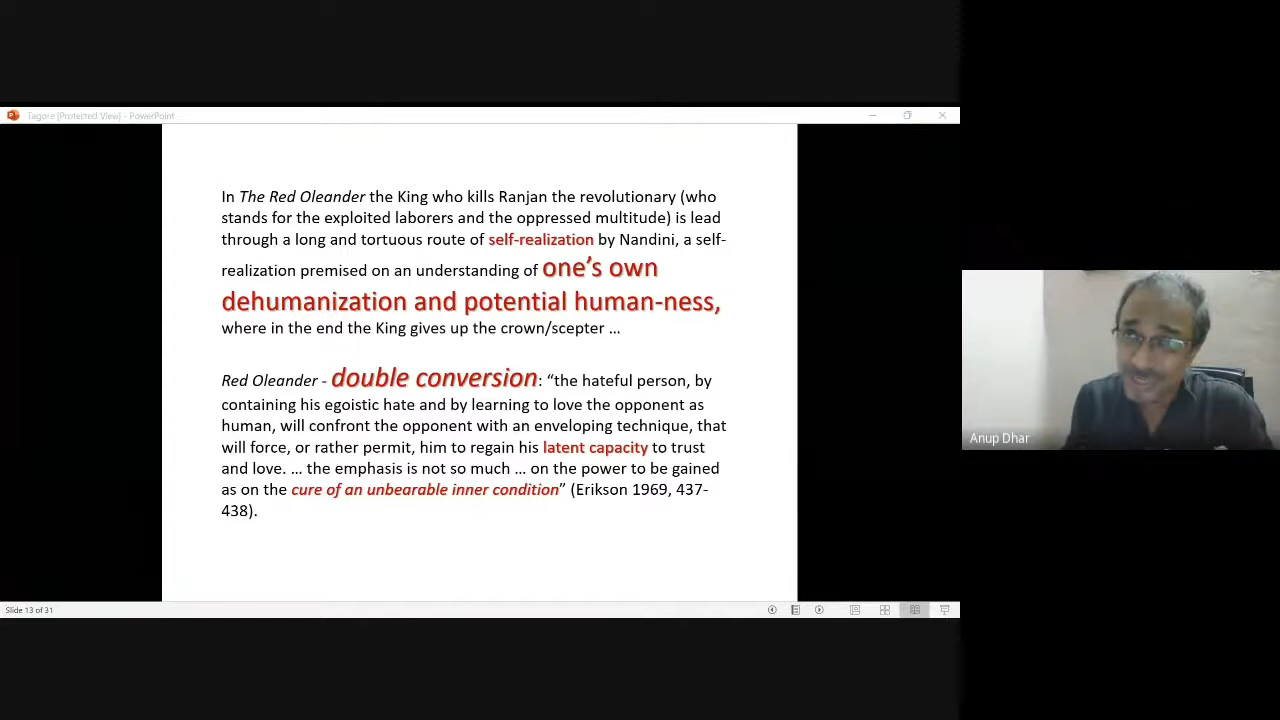 Tagore [Protected View] - PowerPoint
In The Red Oleander the King who kills Ranjan the revolutionary (who
stands for the exploited laborers and the oppressed multitude) is lead
through a long and tortuous route of self-realization by Nandini, a self-
realization premised on an understanding of one’s own
dehumanization and potential human-ness,
where in the end the King gives up the crown/scepter ...
Red Oleander - double conversion: “the hateful person, by
containing his egoistic hate and by learning to love the opponent as
human, will confront the opponent with an enveloping technique, that
will force, or rather permit, him to regain his latent capacity to trust
and love. ... the emphasis is not so much ... on the power to be gained
as on the cure of an unbearable inner condition” (Erikson 1969, 437-
438).
Anup Dhar
Slide 13 of 31